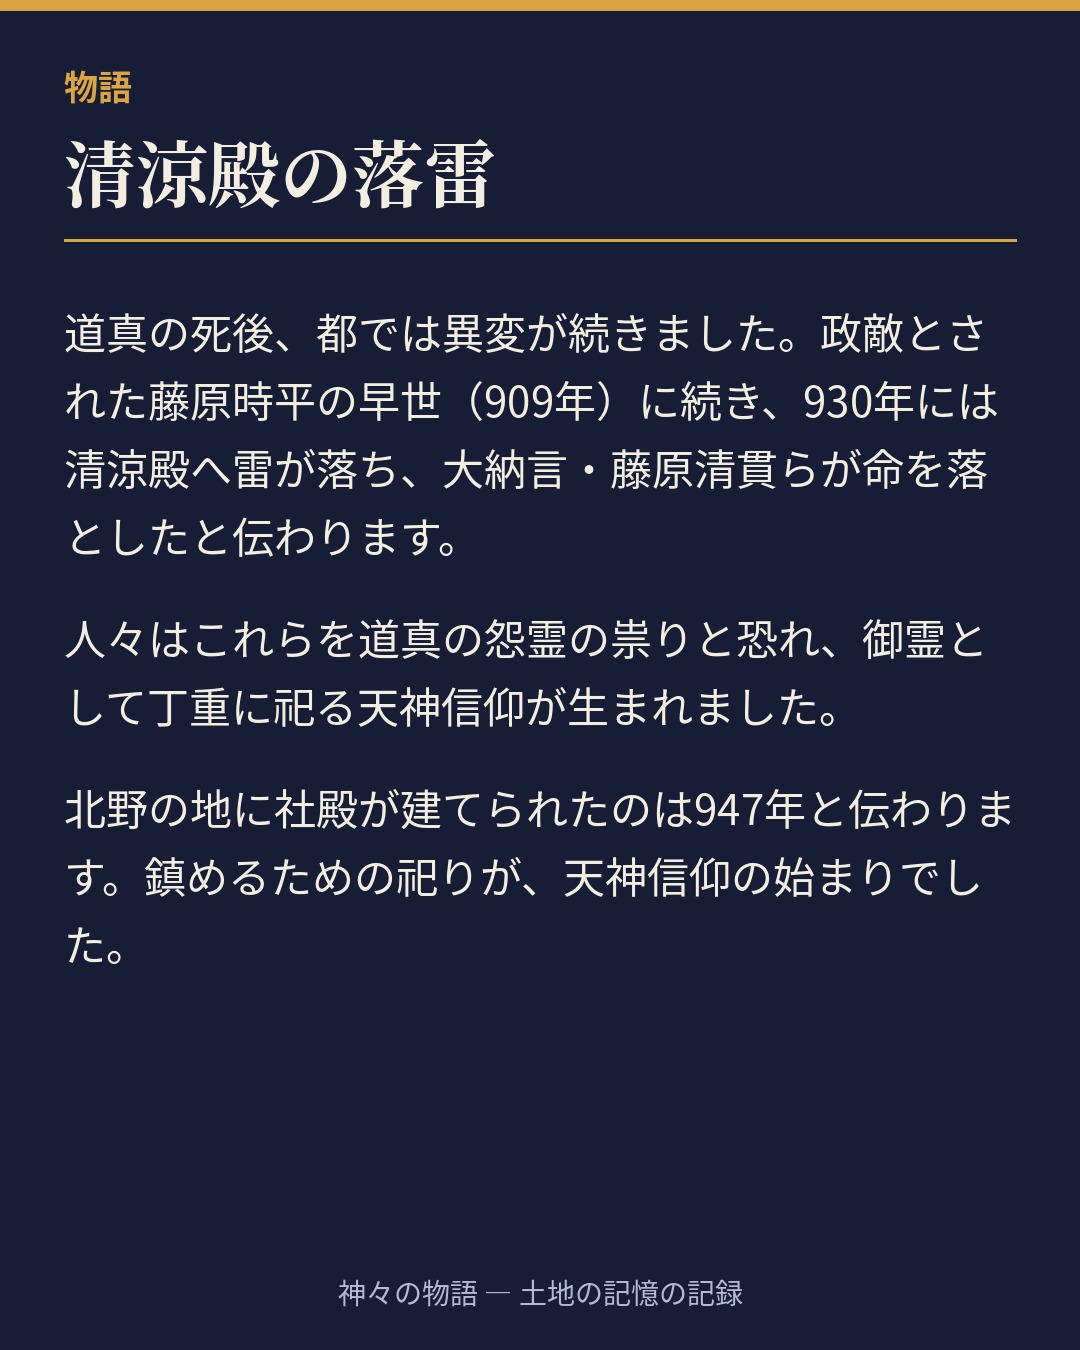 物語
清涼殿の落雷
道真の死後、都では異変が続きました。政敵とさ
れた藤原時平の早世（909年）に続き、930年には
清涼殿へ雷が落ち、大納言・藤原清貫らが命を落
としたと伝わります。
人々はこれらを道真の怨霊の祟りと恐れ、御霊と
して丁重に祀る天神信仰が生まれました。
北野の地に社殿が建てられたのは947年と伝わりま
す。鎮めるための祀りが、天神信仰の始まりでし
た。
神々の物語 — 土地の記憶の記録